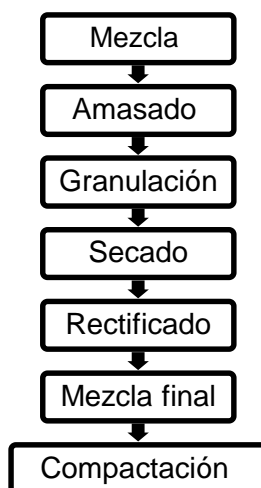 Mezcla
Amasado
Granulación
Secado
Rectificado
Mezcla final
Compactación